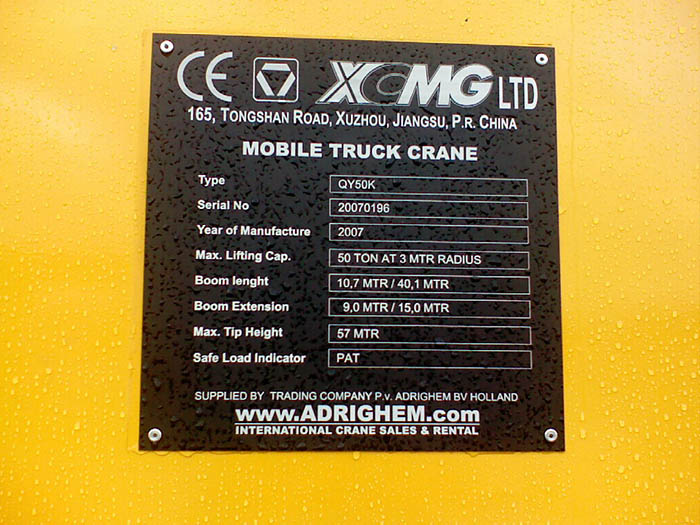 CE XCMG LTD
165, TONGSHAN ROAD, XUZHOU, JIANGSU, P.R. CHINA
MOBILE TRUCK CRANE
Type QY50K
Serial No 20070196
Year of Manufacture 2007
Max. Lifting Cap. 50 TON AT 3 MTR RADIUS
Boom lenght 10,7 MTR / 40,1 MTR
Boom Extension 9,0 MTR / 15,0 MTR
Max. Tip Height 57 MTR
Safe Load Indicator PAT
SUPPLIED BY TRADING COMPANY P.v. ADRIGHEM BV HOLLAND
www.ADRIGHEM.com
INTERNATIONAL CRANE SALES & RENTAL